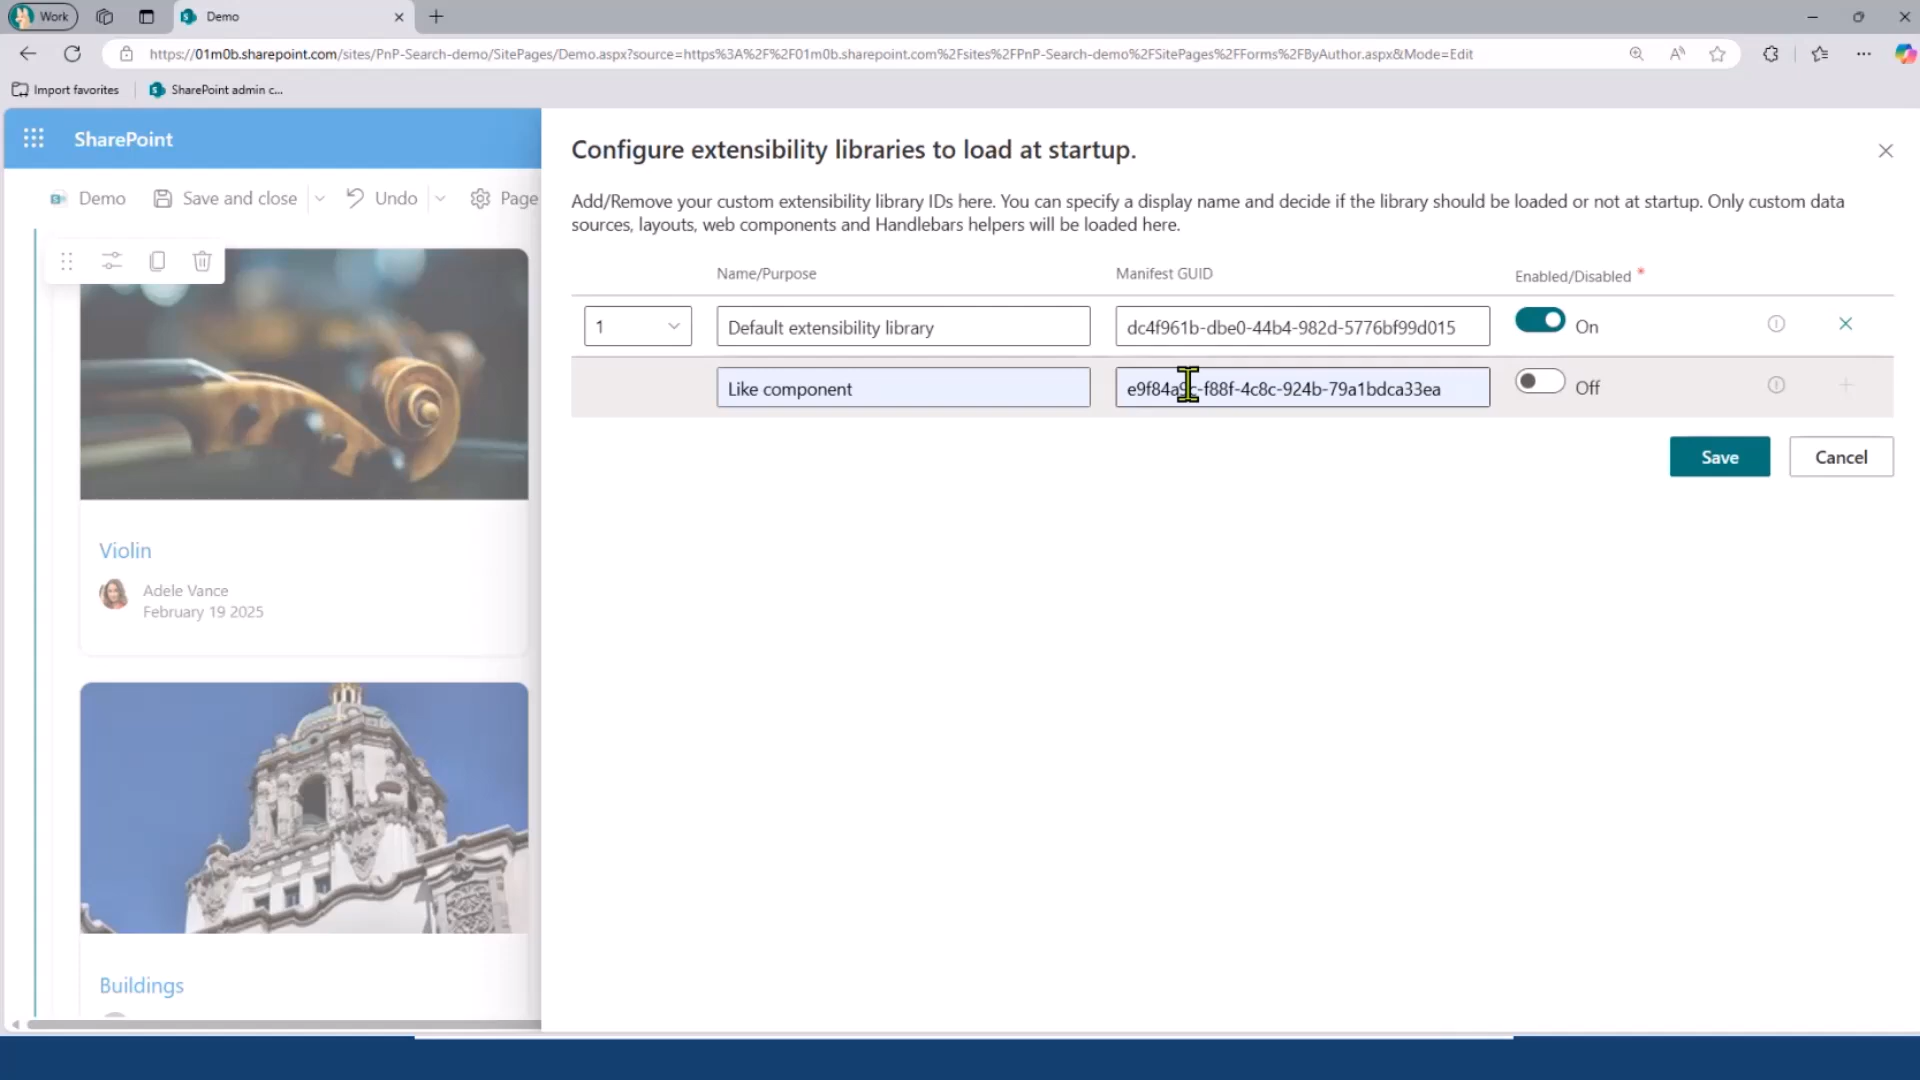 Work
Demo
https://01m0b.sharepoint.com/sites/PnP-Search-demo/SitePages/Demo.aspx?source=https%3A%2F%2F01m0b.sharepoint.com%2Fsites%2FPnP-Search-demo%2FSitePages%2FForms%2FByAuthor.aspx&Mode=Edit
Import favorites
SharePoint admin c...
SharePoint
Demo
Save and close
Undo
Page
Configure extensibility libraries to load at startup.
Add/Remove your custom extensibility library IDs here. You can specify a display name and decide if the library should be loaded or not at startup. Only custom data
sources, layouts, web components and Handlebars helpers will be loaded here.
Name/Purpose
Manifest GUID
Enabled/Disabled *
1
Default extensibility library
dc4f961b-dbe0-44b4-982d-5776bf99d015
On
Like component
e9f84a9c-f88f-4c8c-924b-79a1bdca33ea
Off
Save
Cancel
Violin
Adele Vance
February 19 2025
Buildings